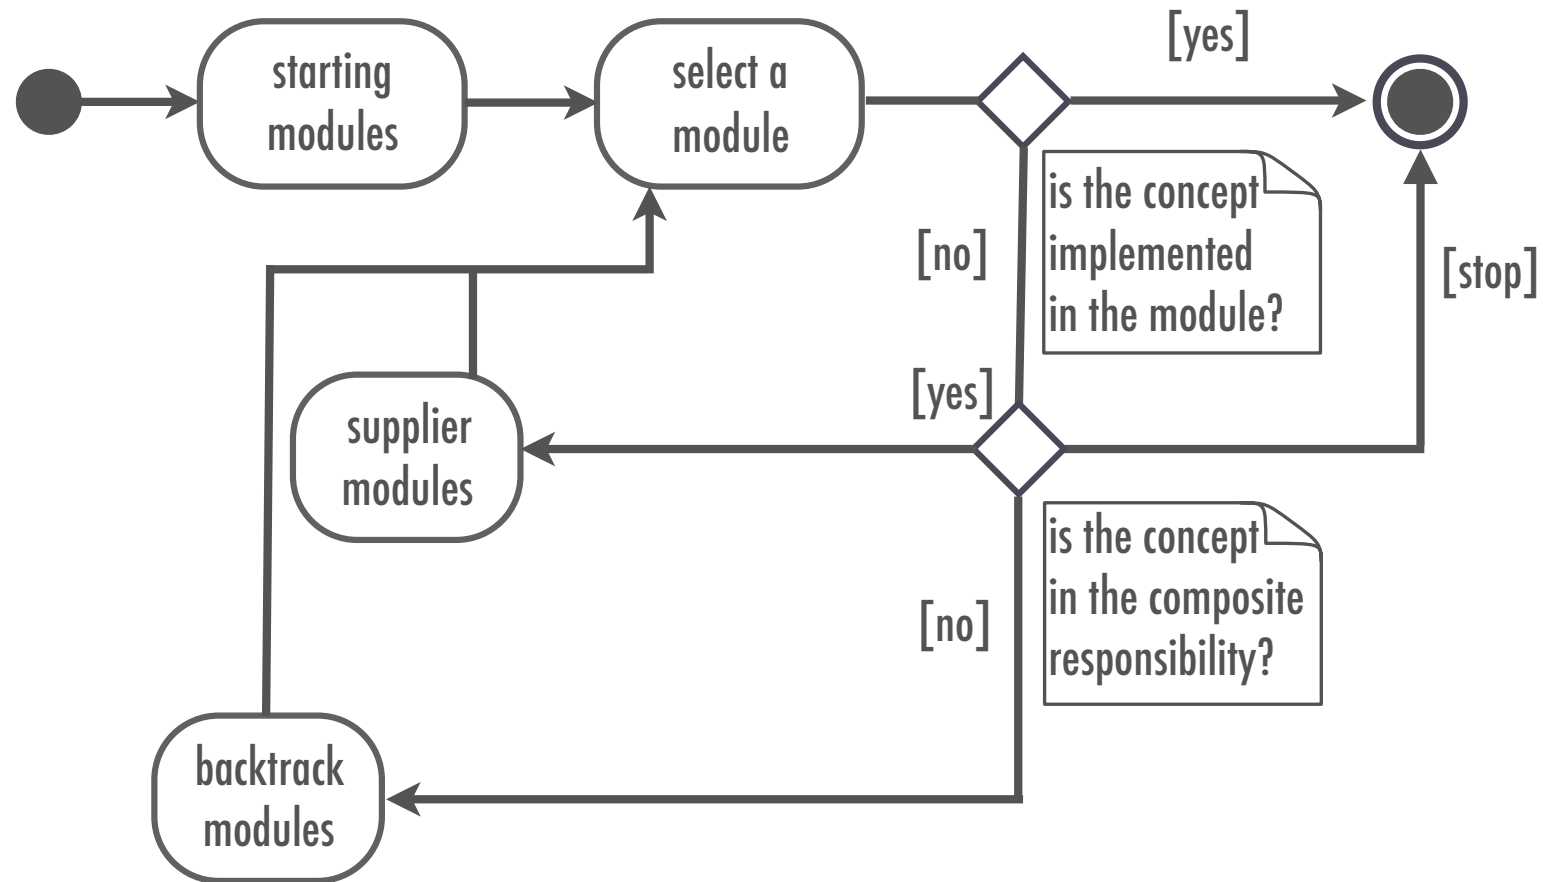 starting
modules
select a
module
[yes]
is the concept
implemented
in the module?
[no]
[stop]
[yes]
supplier
modules
is the concept
in the composite
responsibility?
[no]
backtrack
modules